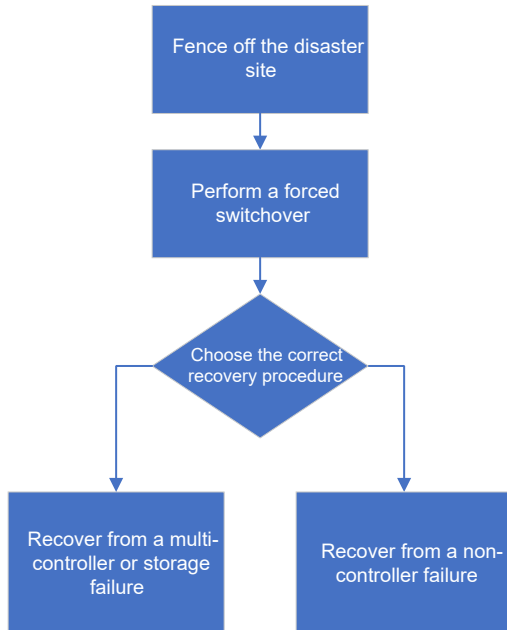 Fence off the disaster
site
Perform a forced
switchover
Choose the correct
recovery procedure
Recover from a multi-
controller or storage
failure
Recover from a non-
controller failure